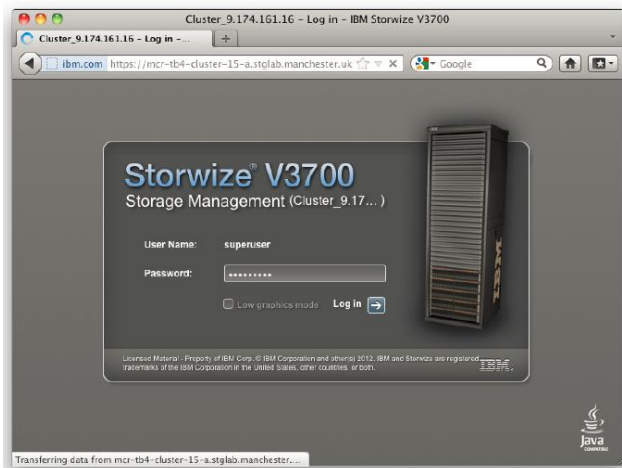 Cluster_9.174.161.16 – Log in – IBM Storwize V3700
Cluster_9.174.161.16 – Log in –...
ibm.com https://mcr-tb4-cluster-15-a.stglab.manchester.uk
Google
Storwize® V3700
Storage Management (Cluster_9.17... )
User Name: superuser
Password: •••••••••
Low graphics mode Log in
Licensed Material - Property of IBM Corp. © IBM Corporation and other(s) 2012. IBM and Storwize are registered
trademarks of the IBM Corporation in the United States, other countries, or both.
IBM.
IBM
Java
COMPATIBLE
Transferring data from mcr-tb4-cluster-15-a.stglab.manchester....